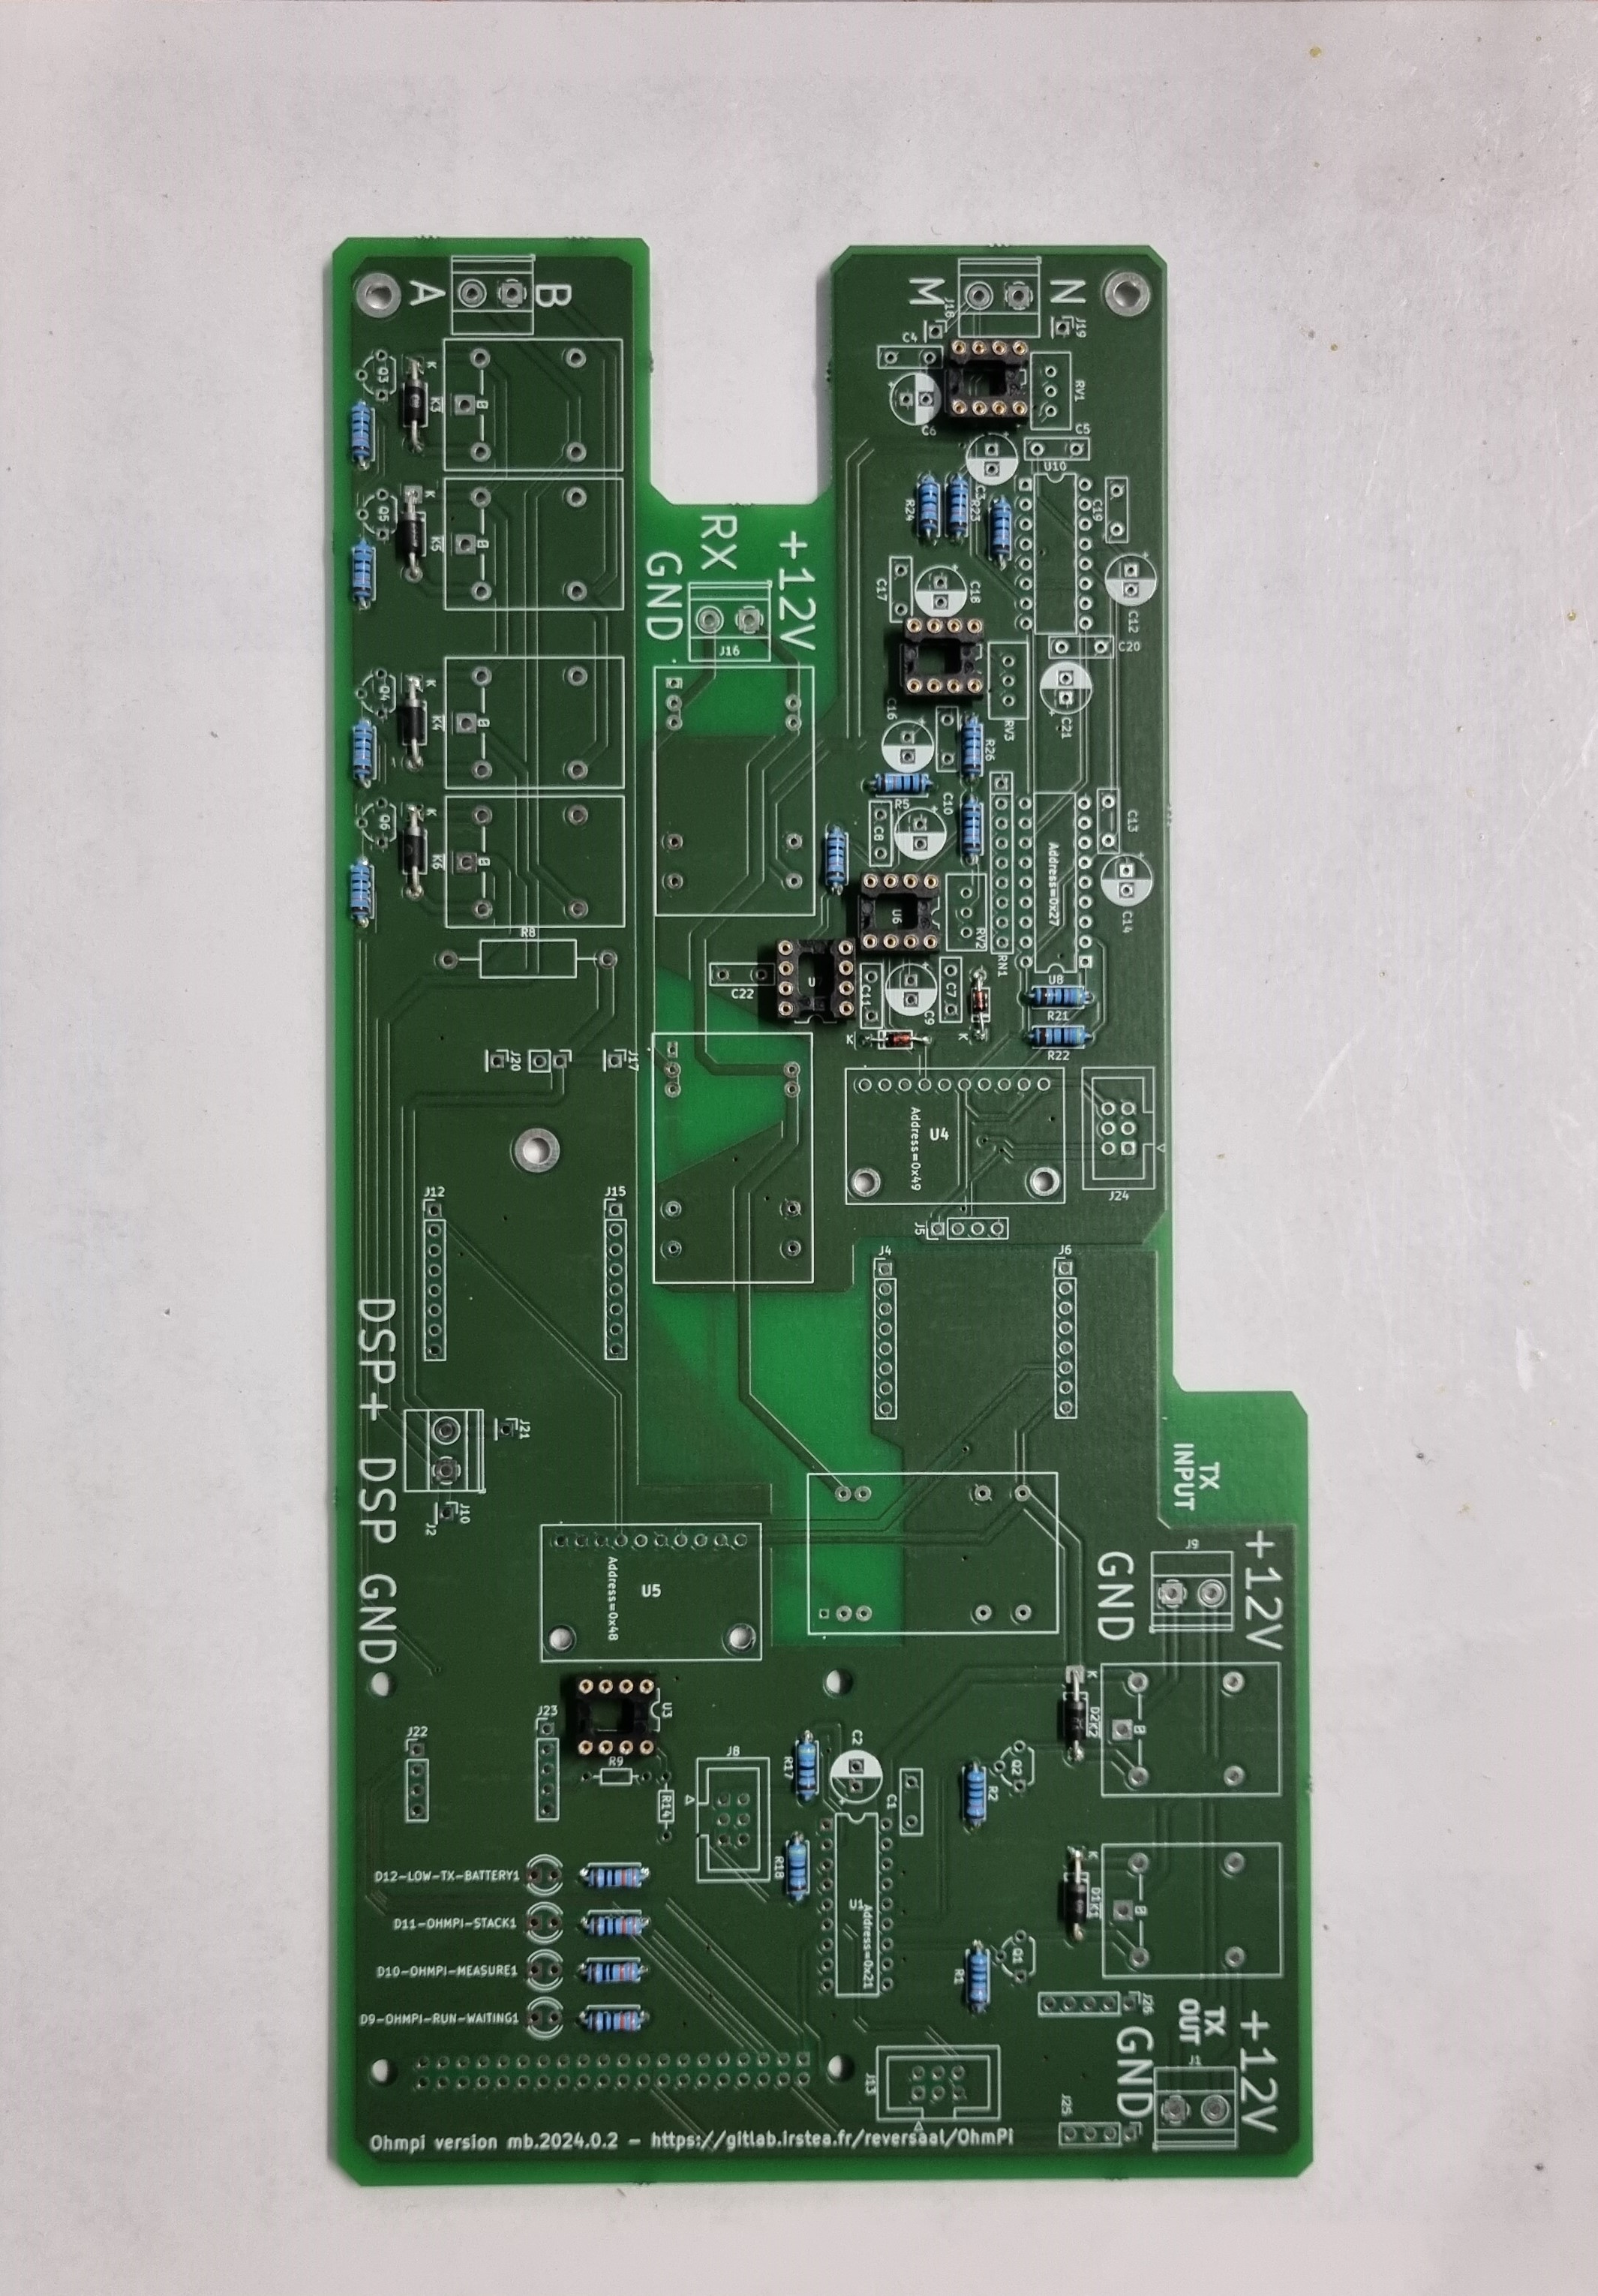 +12V
+12V
TX
INPUT
J9
TX
OUT
J1
GND
GND
J26
J25
K
D2
K2
K
D1
K1
Q2
Q1
R2
R1
N
J19
RV1
C5
U10
C19
C12
C20
C21
C13
C14
Address=0x27
U8
R21
R22
J24
J6
J18
M
C3
R23
R24
C4
C6
C18
C17
RV3
R26
RN1
RV2
K
C10
C16
R5
C8
C7
C9
U6
C11
K
U4
Address=0x49
J5
J4
C1
C2
U1
Address=0x21
R17
R18
J13
J8
+12V
RX
J16
GND
C22
U5
Address=0x48
U3
R14
R9
J23
J22
B
A
K
K3
K
K5
K
K4
K
K6
Q3
Q5
Q4
Q6
R8
J17
J20
J15
J12
J21
J10
J2
DSP+ DSP GND
D12-LOW-TX-BATTERY1
D11-OHMPI-STACK1
D10-OHMPI-MEASURE1
D9-OHMPI-RUN-WAITING1
Ohmpi version mb.2024.0.2 - https://gitlab.irstea.fr/reversaal/OhmPi